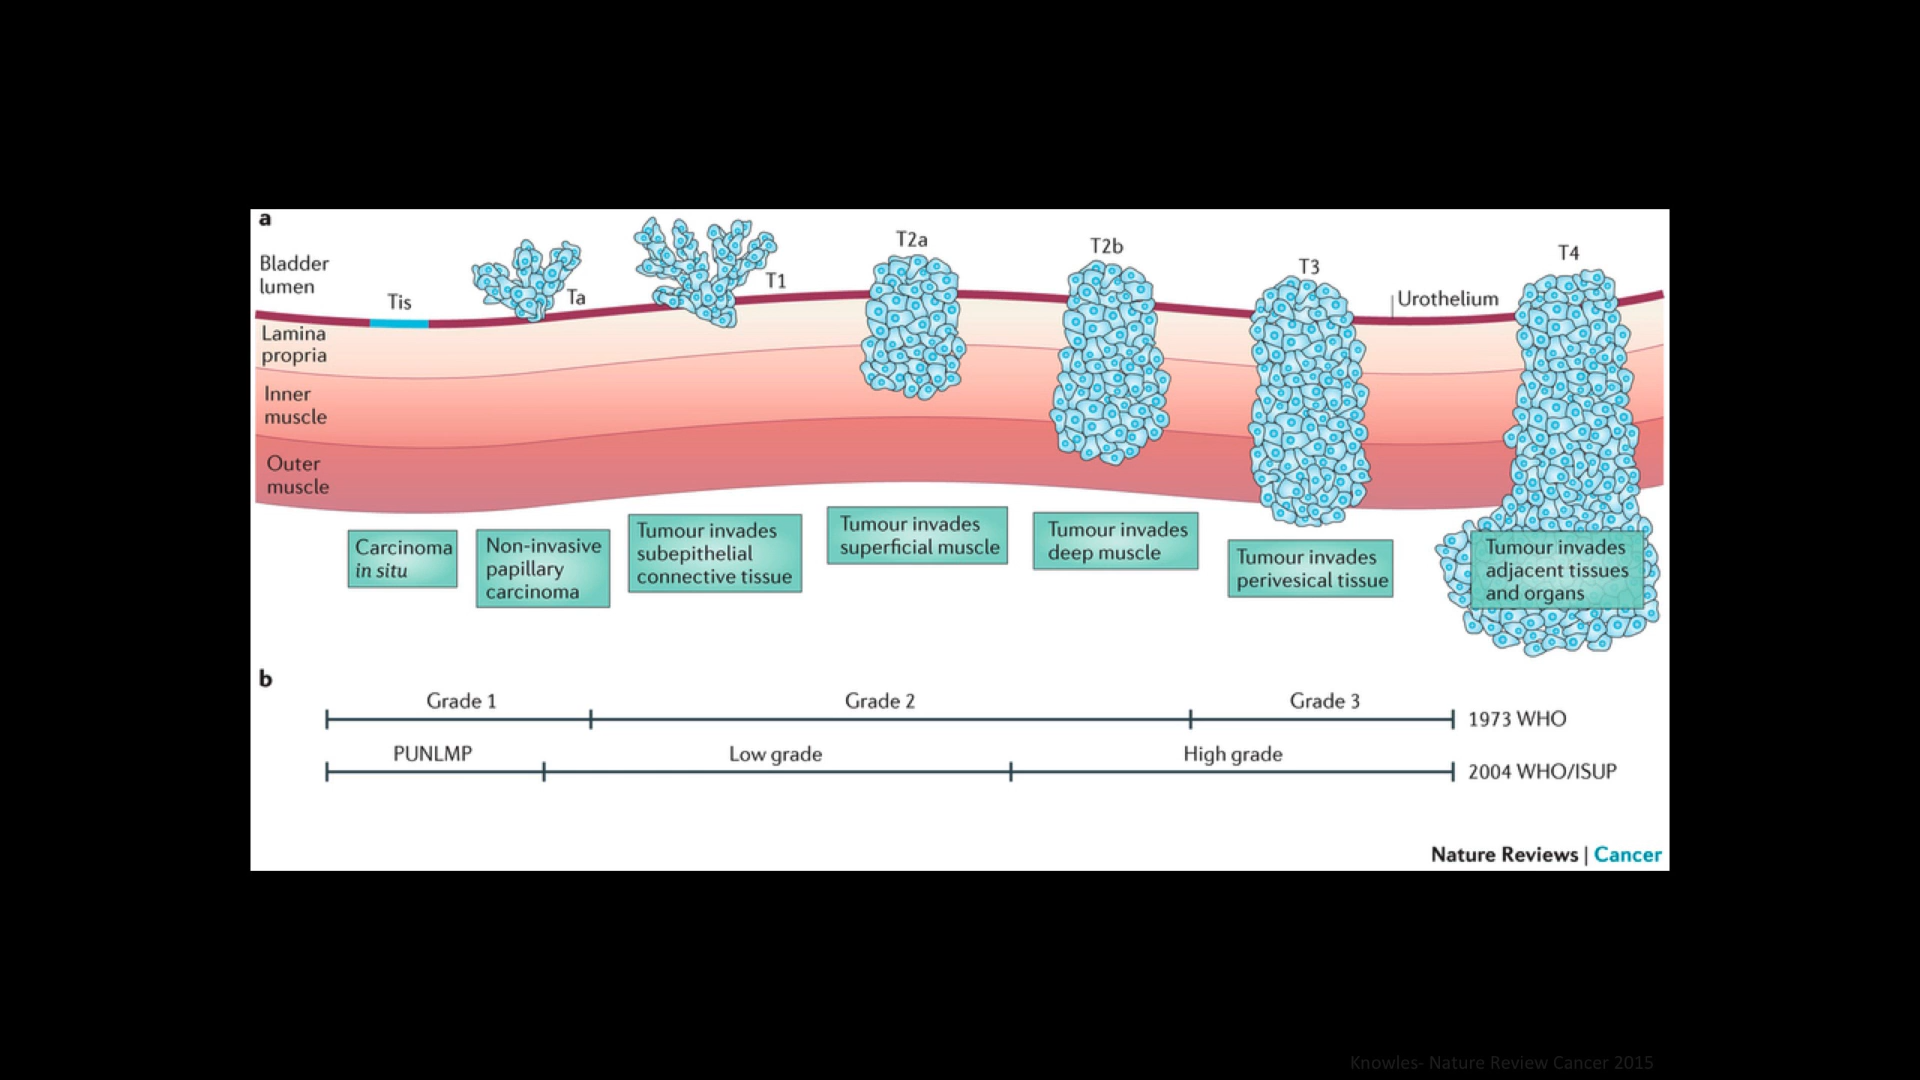 a
Bladder
lumen
Tis
Ta
T1
T2a
T2b
T3
T4
Urothelium
Lamina
propria
Inner
muscle
Outer
muscle
Carcinoma
in situ
Non-invasive
papillary
carcinoma
Tumour invades
subepithelial
connective tissue
Tumour invades
superficial muscle
Tumour invades
deep muscle
Tumour invades
perivesical tissue
Tumour invades
adjacent tissues
and organs
b
Grade 1 Grade 2 Grade 3 1973 WHO
PUNLMP Low grade High grade 2004 WHO/ISUP
Nature Reviews | Cancer
Knowles- Nature Review Cancer 2015